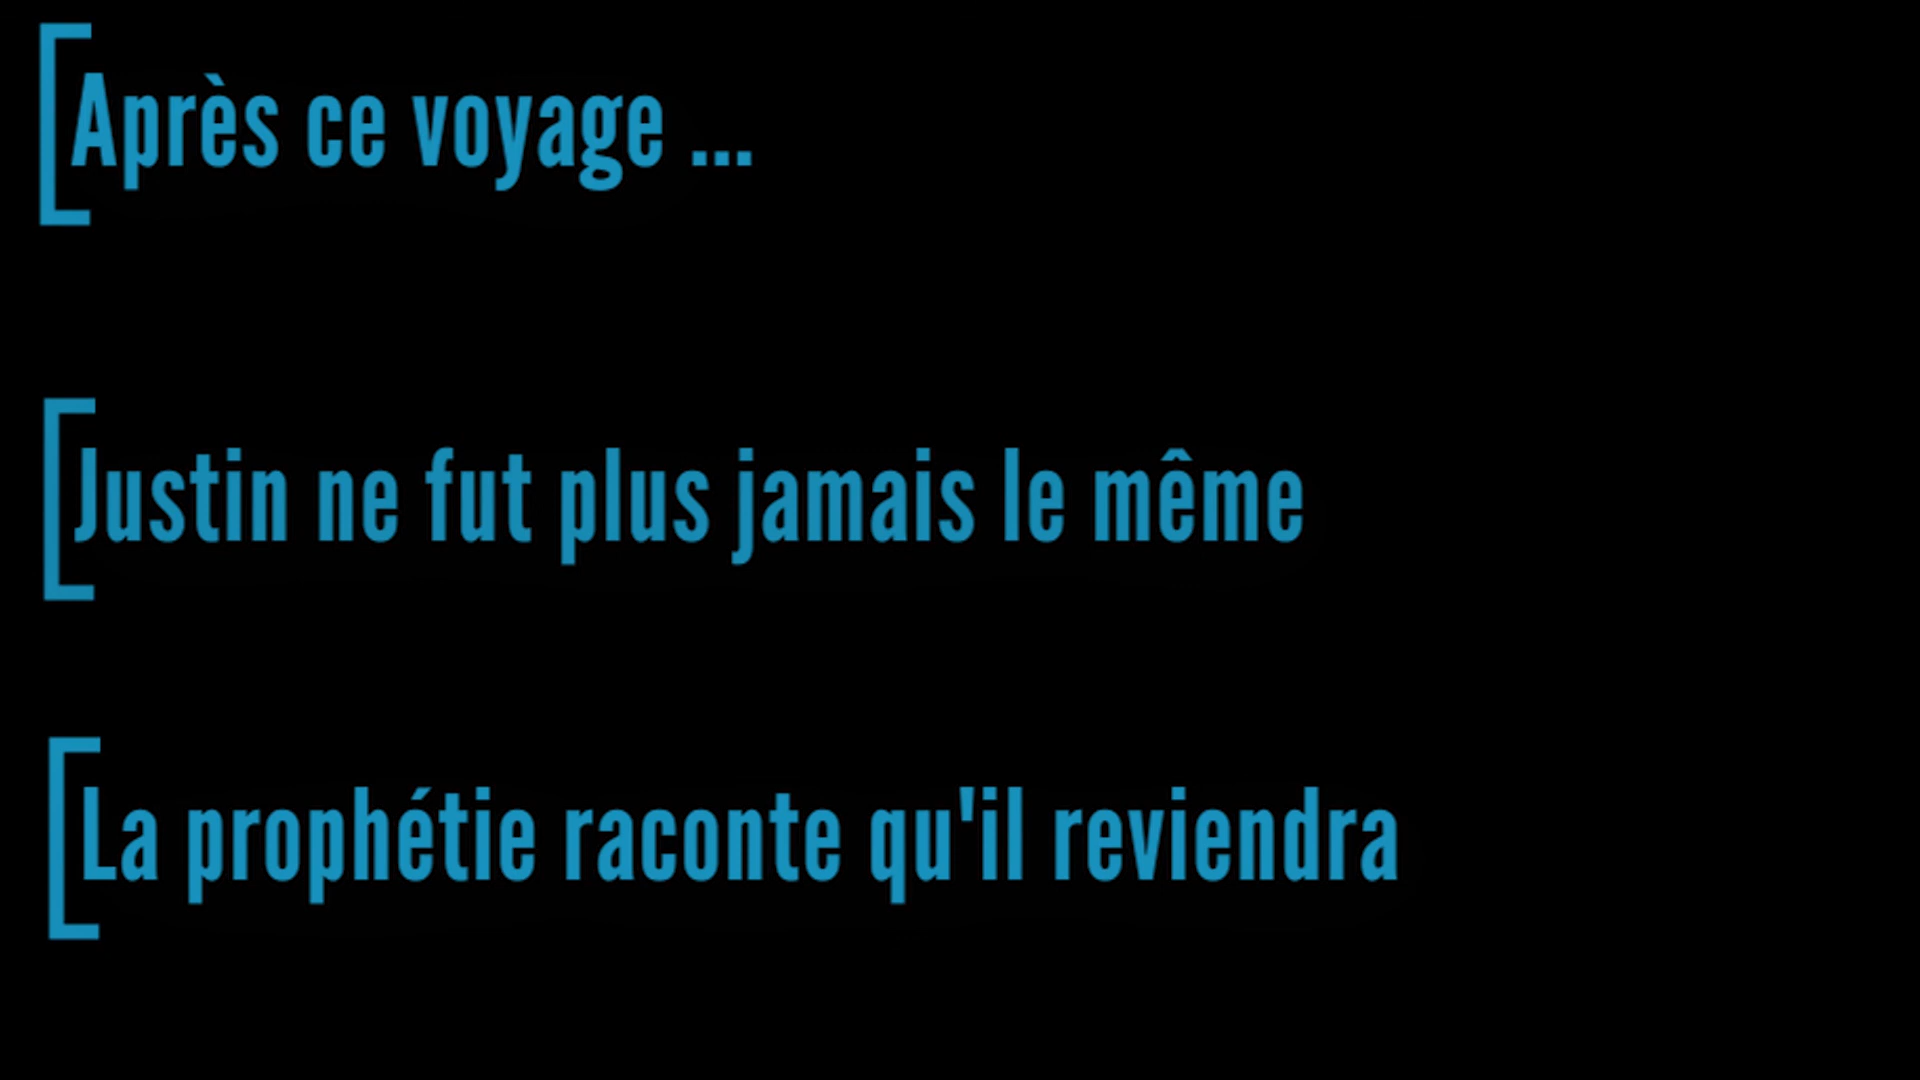 Après ce voyage ...
Justin ne fut plus jamais le même
La prophétie raconte qu'il reviendra